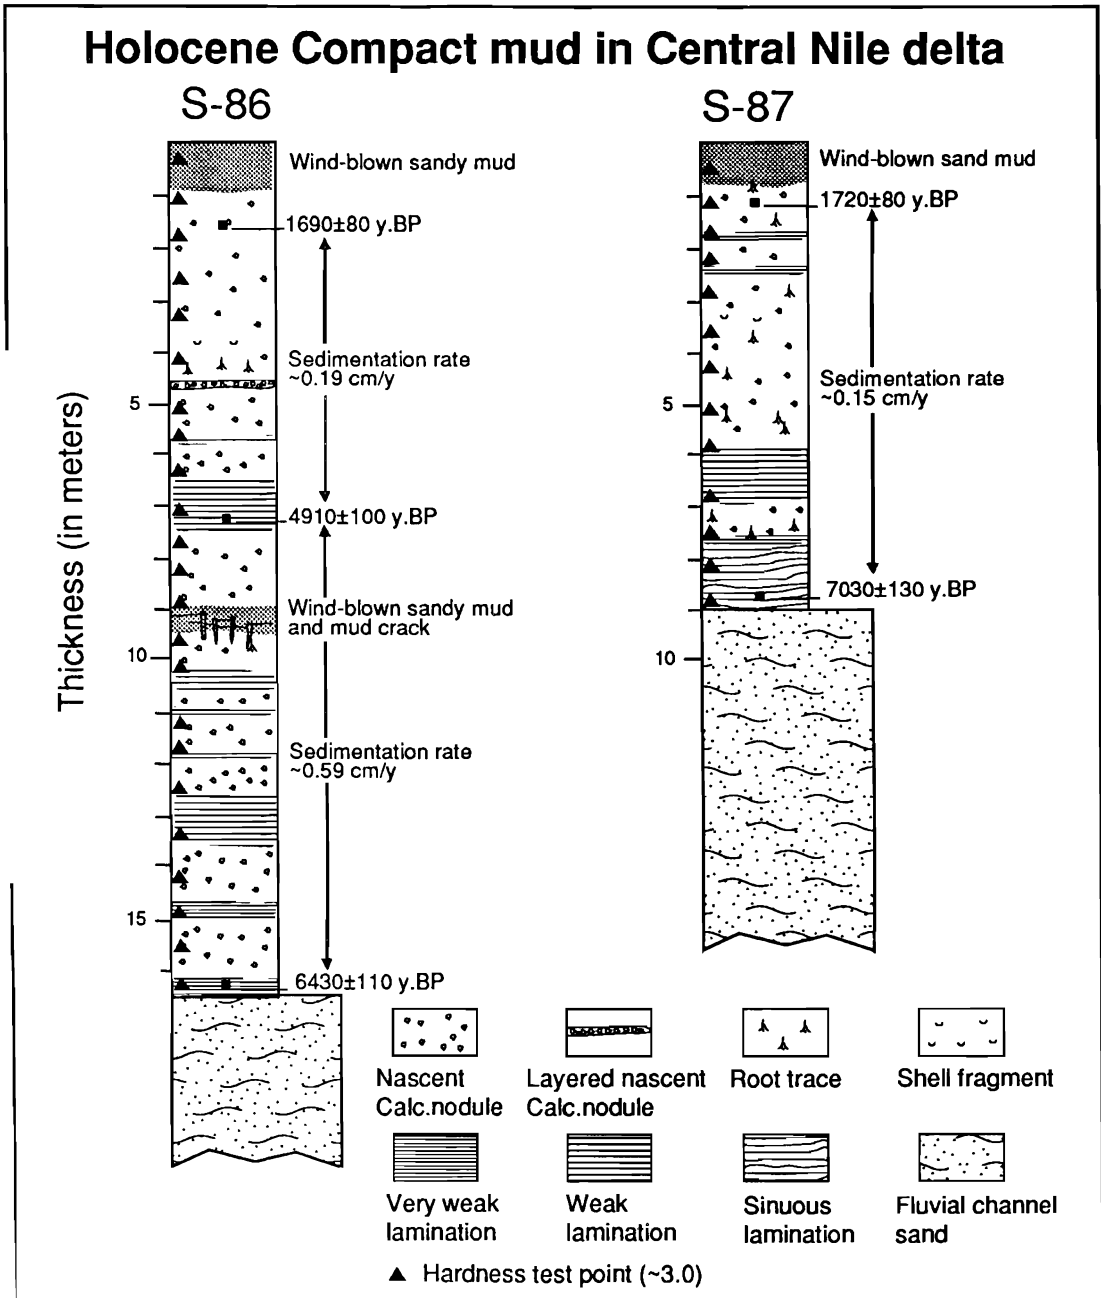 Holocene Compact mud in Central Nile delta
S-86
S-87
Wind-blown sandy mud
1690±80 y.BP
Sedimentation rate
~0.19 cm/y
4910±100 y.BP
Wind-blown sandy mud
and mud crack
Sedimentation rate
~0.59 cm/y
6430±110 y.BP
Thickness (in meters)
5
10
15
Wind-blown sand mud
1720±80 y.BP
Sedimentation rate
~0.15 cm/y
7030±130 y.BP
5
10
Nascent
Calc.nodule
Layered nascent
Calc.nodule
Root trace
Shell fragment
Very weak
lamination
Weak
lamination
Sinuous
lamination
Fluvial channel
sand
▲ Hardness test point (~3.0)